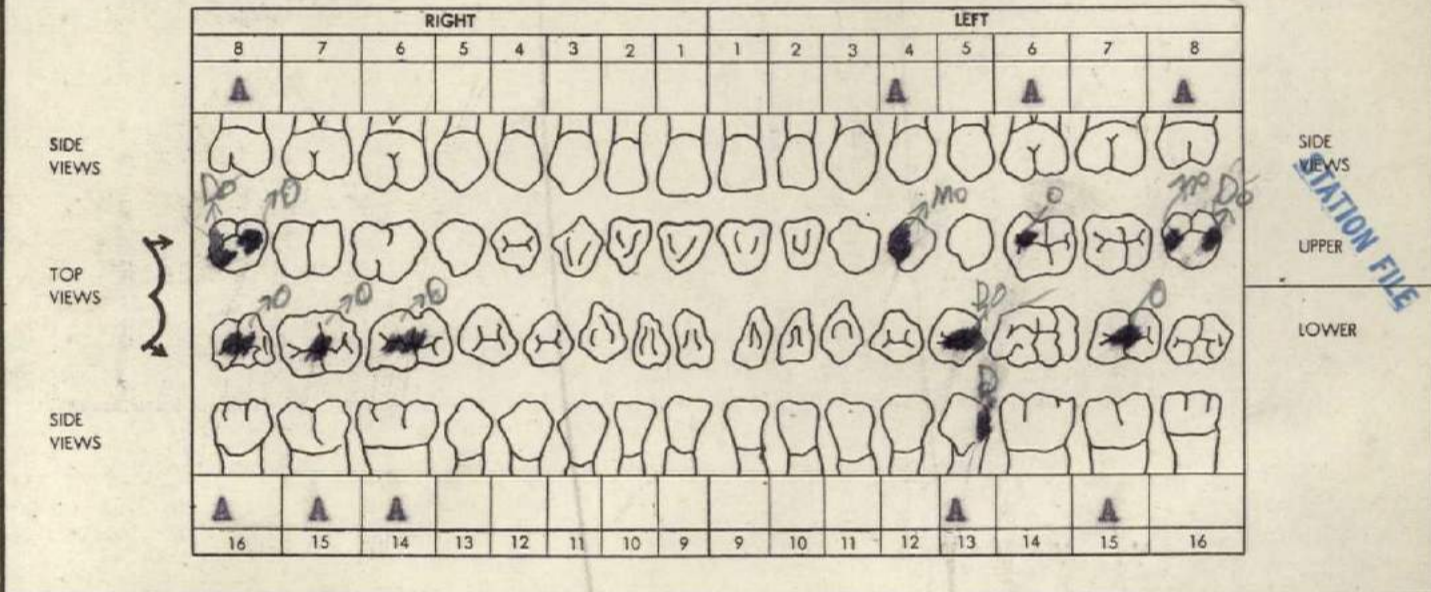 RIGHT LEFT
8 7 6 5 4 3 2 1 1 2 3 4 5 6 7 8
A A A A
SIDE VIEWS
SIDE VIEWS
STATION FILE
DO O MO O MO DO
TOP VIEWS
UPPER
O O O DO O
LOWER
D
SIDE VIEWS
A A A A A
16 15 14 13 12 11 10 9 9 10 11 12 13 14 15 16